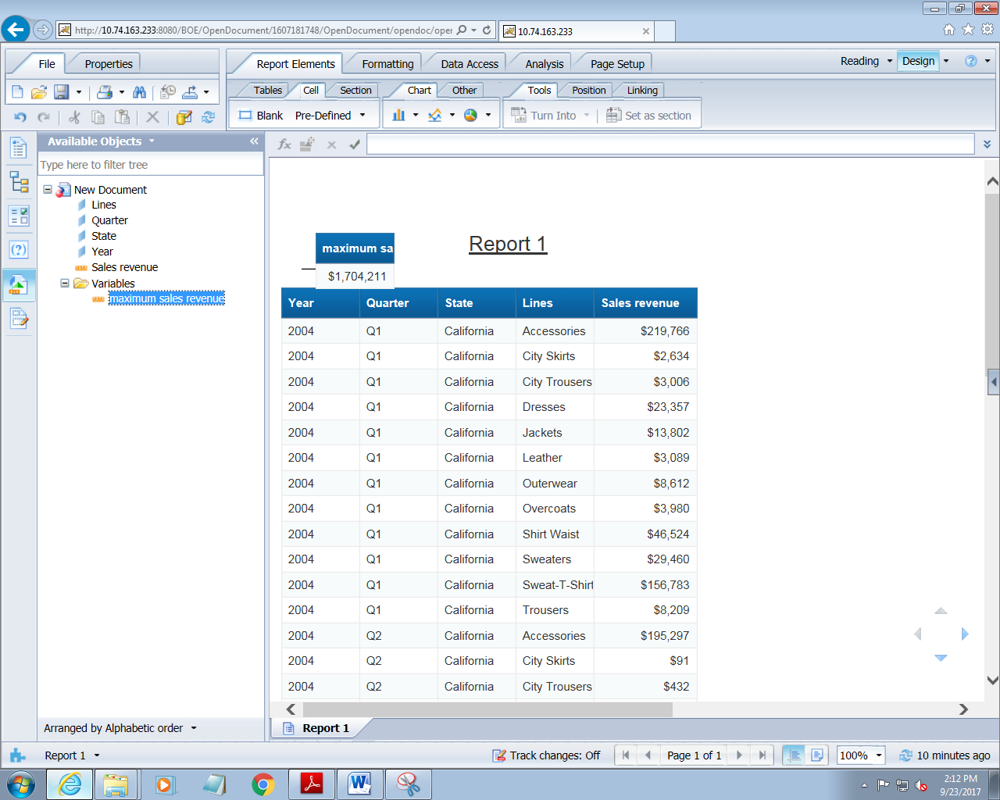 http://10.74.163.233:8080/BOE/OpenDocument/1607181748/OpenDocument/opendoc/oper
10.74.163.233
File
Properties
Report Elements
Formatting
Data Access
Analysis
Page Setup
Reading
Design
Tables
Cell
Section
Chart
Other
Tools
Position
Linking
Blank
Pre-Defined
Turn Into
Set as section
Available Objects
Type here to filter tree
New Document
Lines
Quarter
State
Year
Sales revenue
Variables
maximum sales revenue
Arranged by Alphabetic order
maximum sa
$1,704,211
Report 1
Year Quarter State Lines Sales revenue
2004 Q1 California Accessories $219,766
2004 Q1 California City Skirts $2,634
2004 Q1 California City Trousers $3,006
2004 Q1 California Dresses $23,357
2004 Q1 California Jackets $13,802
2004 Q1 California Leather $3,089
2004 Q1 California Outerwear $8,612
2004 Q1 California Overcoats $3,980
2004 Q1 California Shirt Waist $46,524
2004 Q1 California Sweaters $29,460
2004 Q1 California Sweat-T-Shirt $156,783
2004 Q1 California Trousers $8,209
2004 Q2 California Accessories $195,297
2004 Q2 California City Skirts $91
2004 Q2 California City Trousers $432
Report 1
Report 1
Track changes: Off
Page 1 of 1
100%
10 minutes ago
2:12 PM
9/23/2017